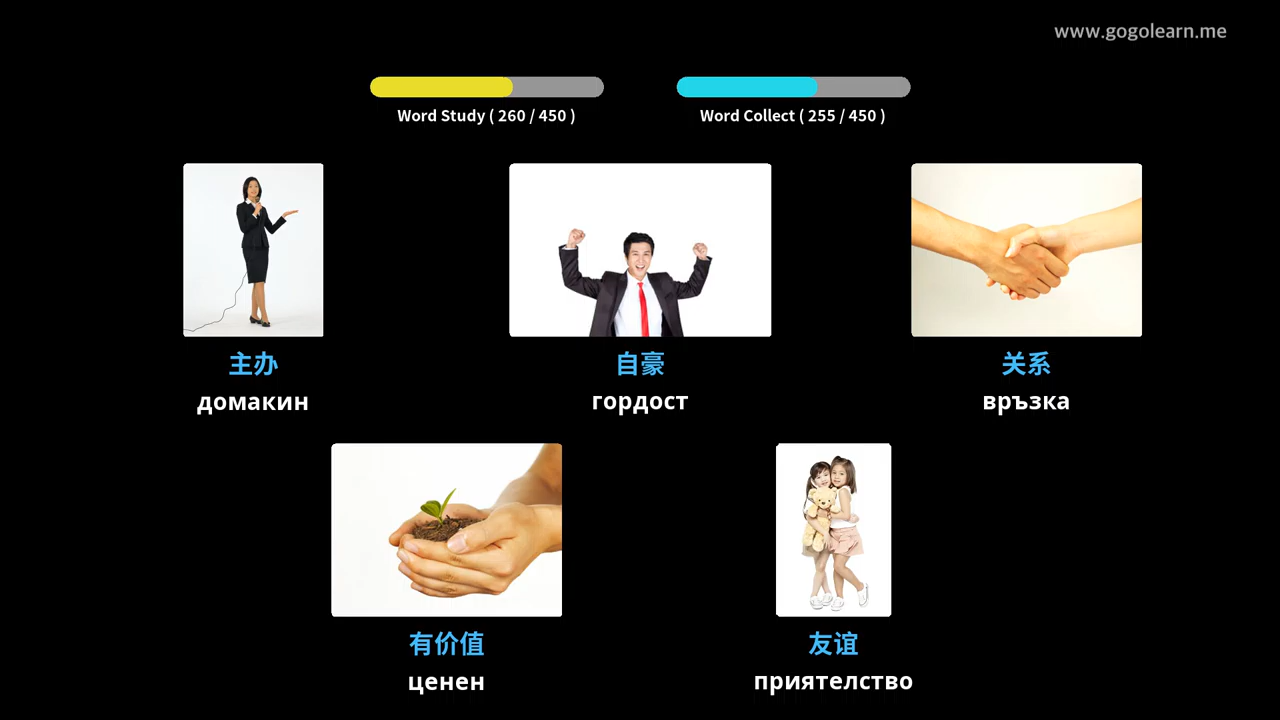 www.gogolearn.me
Word Study ( 260 / 450 )
Word Collect ( 255 / 450 )
主办
домакин
自豪
гордост
关系
връзка
有价值
ценен
友谊
приятелство